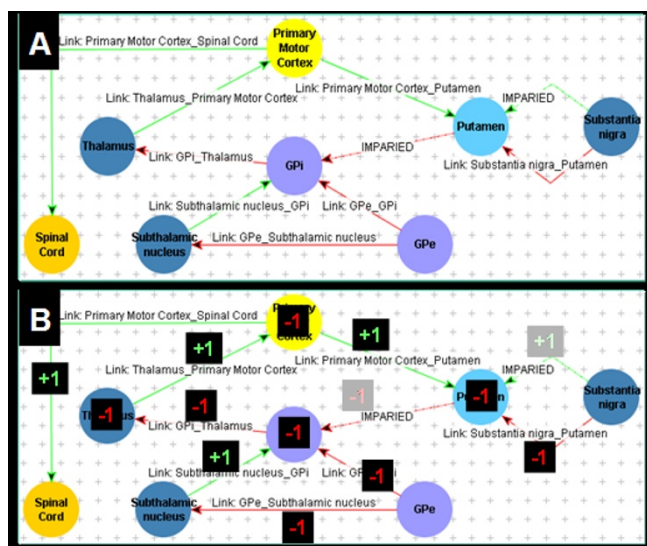 A
Link: Primary Motor Cortex_Spinal Cord
Primary
Motor
Cortex
Link: Primary Motor Cortex_Putamen
Link: Thalamus_Primary Motor Cortex
IMPARIED
Substantia
nigra
Putamen
Thalamus
IMPARIED
Link: GPi_Thalamus
GPi
Link: Substantia nigra_Putamen
Link: Subthalamic nucleus_GPi
Link: GPe_GPi
Spinal
Cord
Subthalamic
nucleus
Link: GPe_Subthalamic nucleus
GPe
B
Link: Primary Motor Cortex_Spinal Cord
-1
+1
+1
+1
+1
Link: Primary Motor Cortex_Putamen
Link: Thalamus_Primary Motor Cortex
IMPARIED
Substantia
nigra
-1
-1
-1
-1
IMPARIED
Link: GPi_Thalamus
-1
Link: Substantia nigra_Putamen
+1
-1
Link: Subthalamic nucleus_GPi
-1
Spinal
Cord
Subthalamic
nucleus
Link: GPe_Subthalamic nucleus
GPe
-1